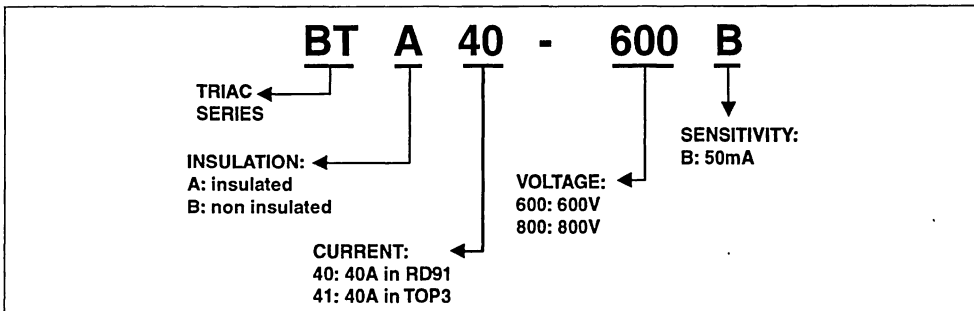 BT A 40 - 600 B
TRIAC
SERIES
INSULATION:
A: insulated
B: non insulated
CURRENT:
40: 40A in RD91
41: 40A in TOP3
VOLTAGE:
600: 600V
800: 800V
SENSITIVITY:
B: 50mA